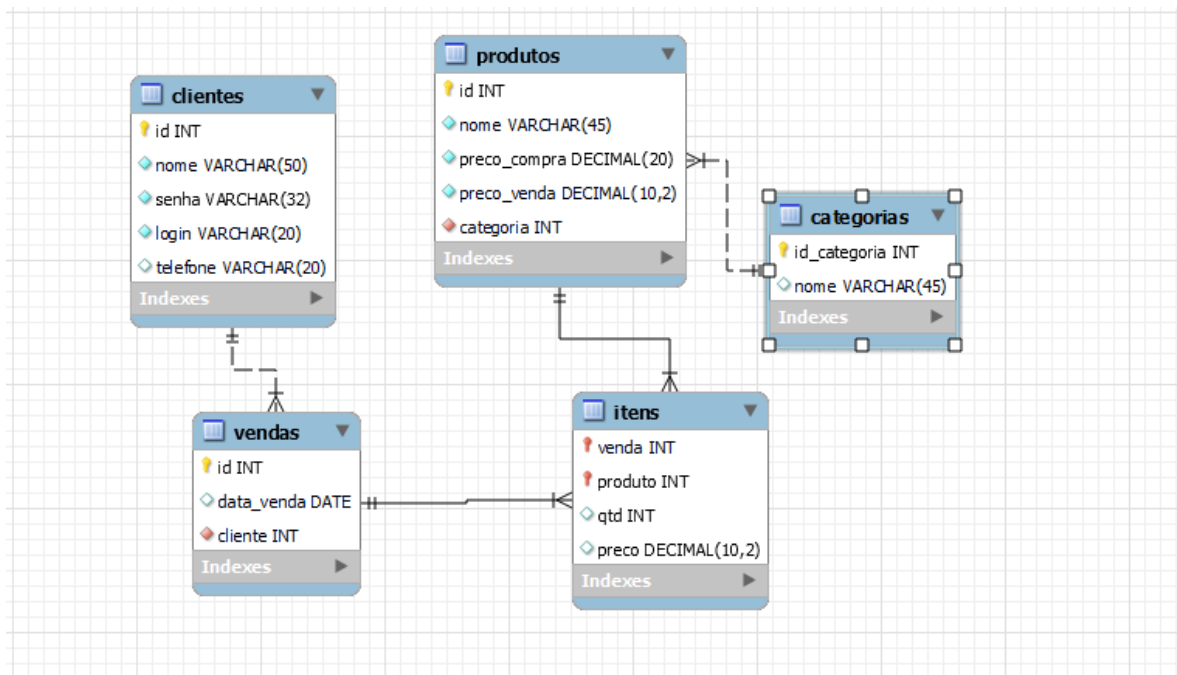 clientes
id INT
nome VARCHAR(50)
senha VARCHAR(32)
login VARCHAR(20)
telefone VARCHAR(20)
Indexes
produtos
id INT
nome VARCHAR(45)
preco_compra DECIMAL(20)
preco_venda DECIMAL(10,2)
categoria INT
Indexes
categorias
id_categoria INT
nome VARCHAR(45)
Indexes
vendas
id INT
data_venda DATE
cliente INT
Indexes
itens
venda INT
produto INT
qtd INT
preco DECIMAL(10,2)
Indexes